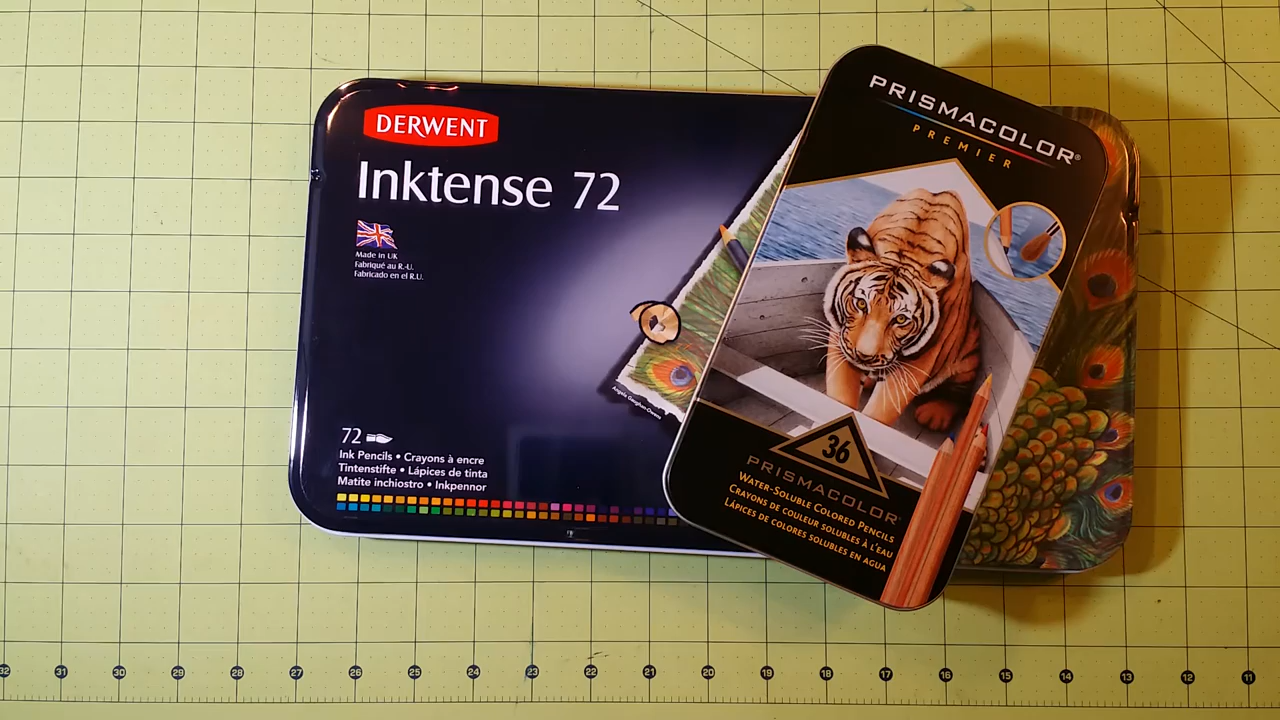 DERWENT
Inktense 72
Made in UK
Fabriqué au R.-U.
Fabricado en el R.U.
Angela Gaughan-Owens
72
Ink Pencils • Crayons à encre
Tintenstifte • Lápices de tinta
Matite inchiostro • Inkpennor
PRISMACOLOR®
PREMIER
36
PRISMACOLOR®
WATER-SOLUBLE COLORED PENCILS
CRAYONS DE COULEUR SOLUBLES À L'EAU
LÁPICES DE COLORES SOLUBLES EN AGUA
32 31 30 29 28 27 26 25 24 23 22 21 20 19 18 17 16 15 14 13 12 11